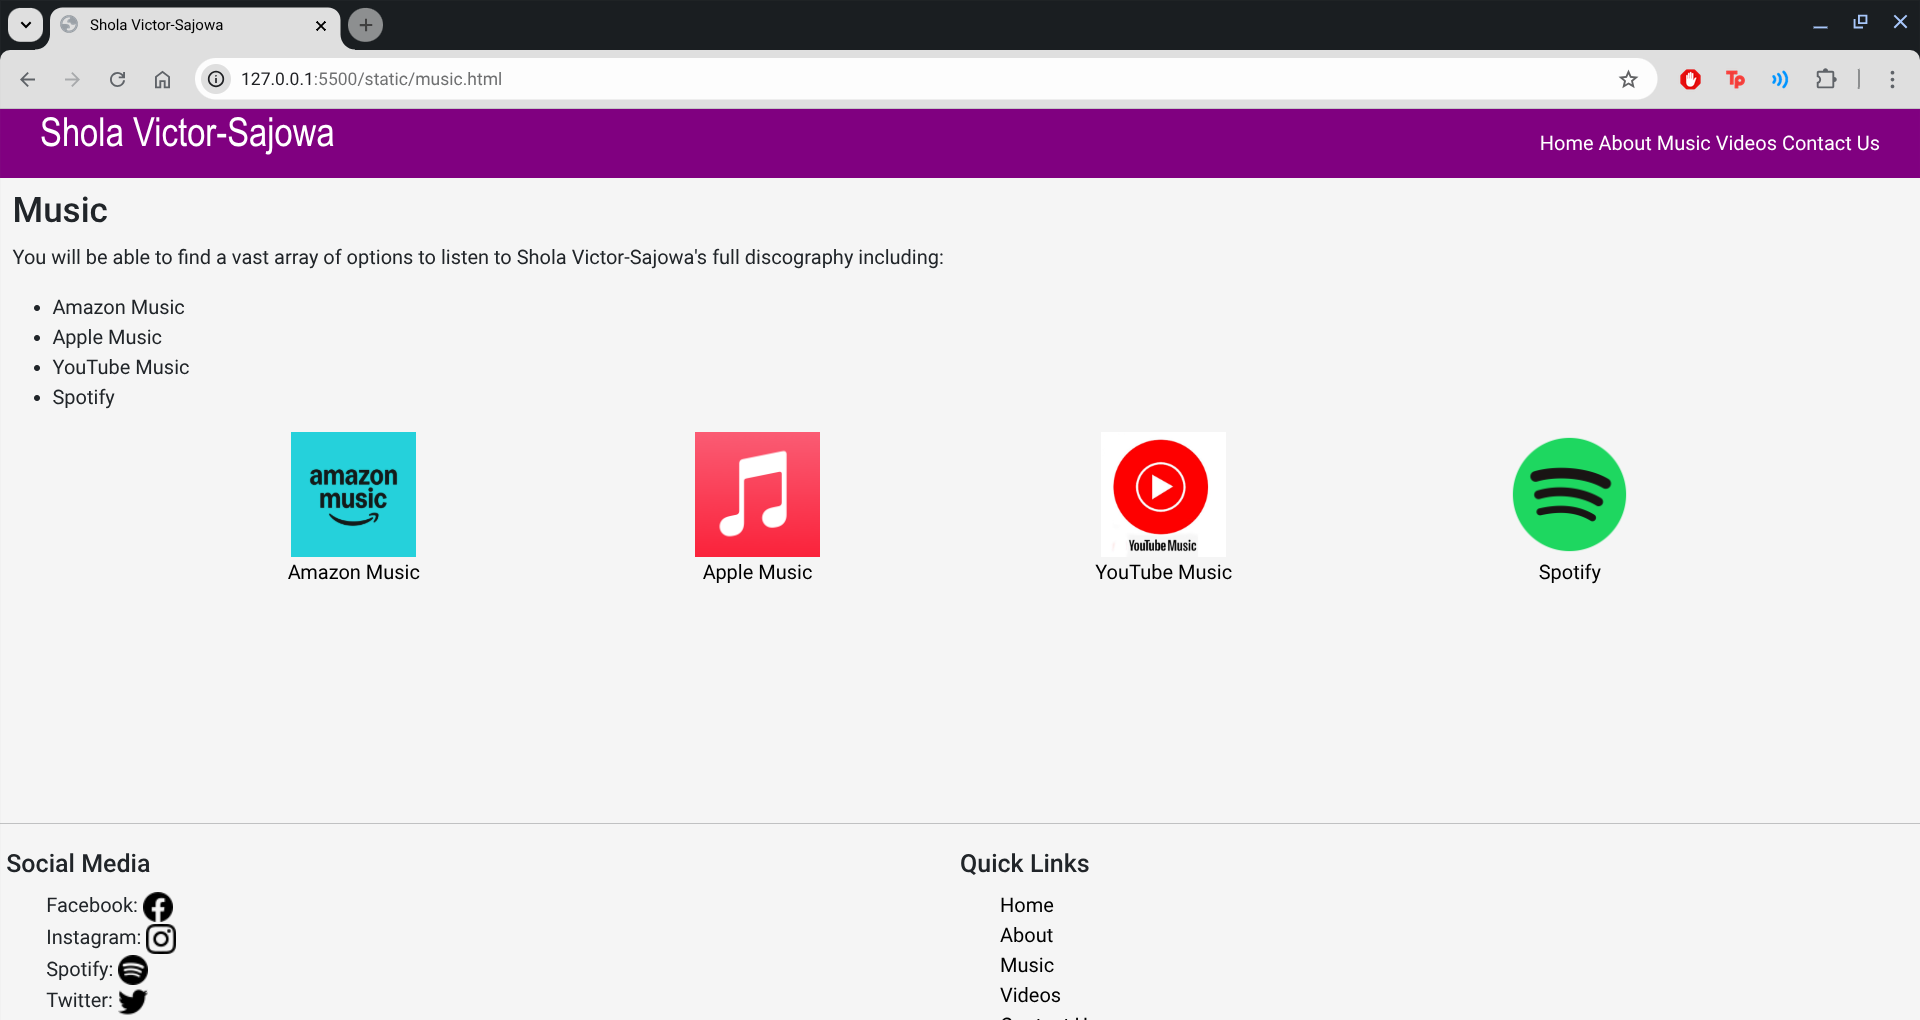 Shola Victor-Sajowa
127.0.0.1:5500/static/music.html
Tp
Shola Victor-Sajowa
Home About Music Videos Contact Us
Music
You will be able to find a vast array of options to listen to Shola Victor-Sajowa's full discography including:
Amazon Music
Apple Music
YouTube Music
Spotify
amazon
music
YouTube Music
Amazon Music Apple Music YouTube Music Spotify
Social Media
Facebook:
Instagram:
Spotify:
Twitter:
Quick Links
Home
About
Music
Videos